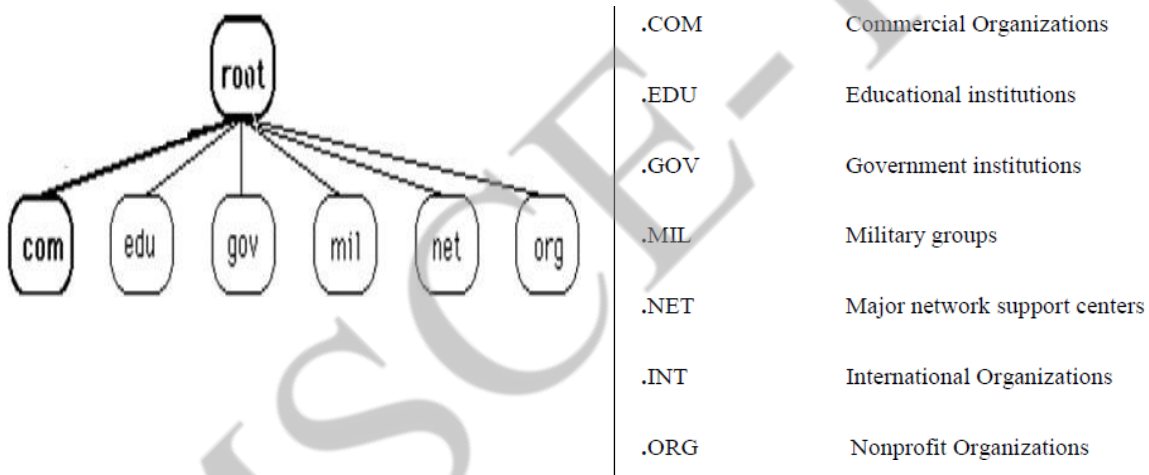 root
com edu gov mil net org
.COM Commercial Organizations
.EDU Educational institutions
.GOV Government institutions
.MIL Military groups
.NET Major network support centers
.INT International Organizations
.ORG Nonprofit Organizations